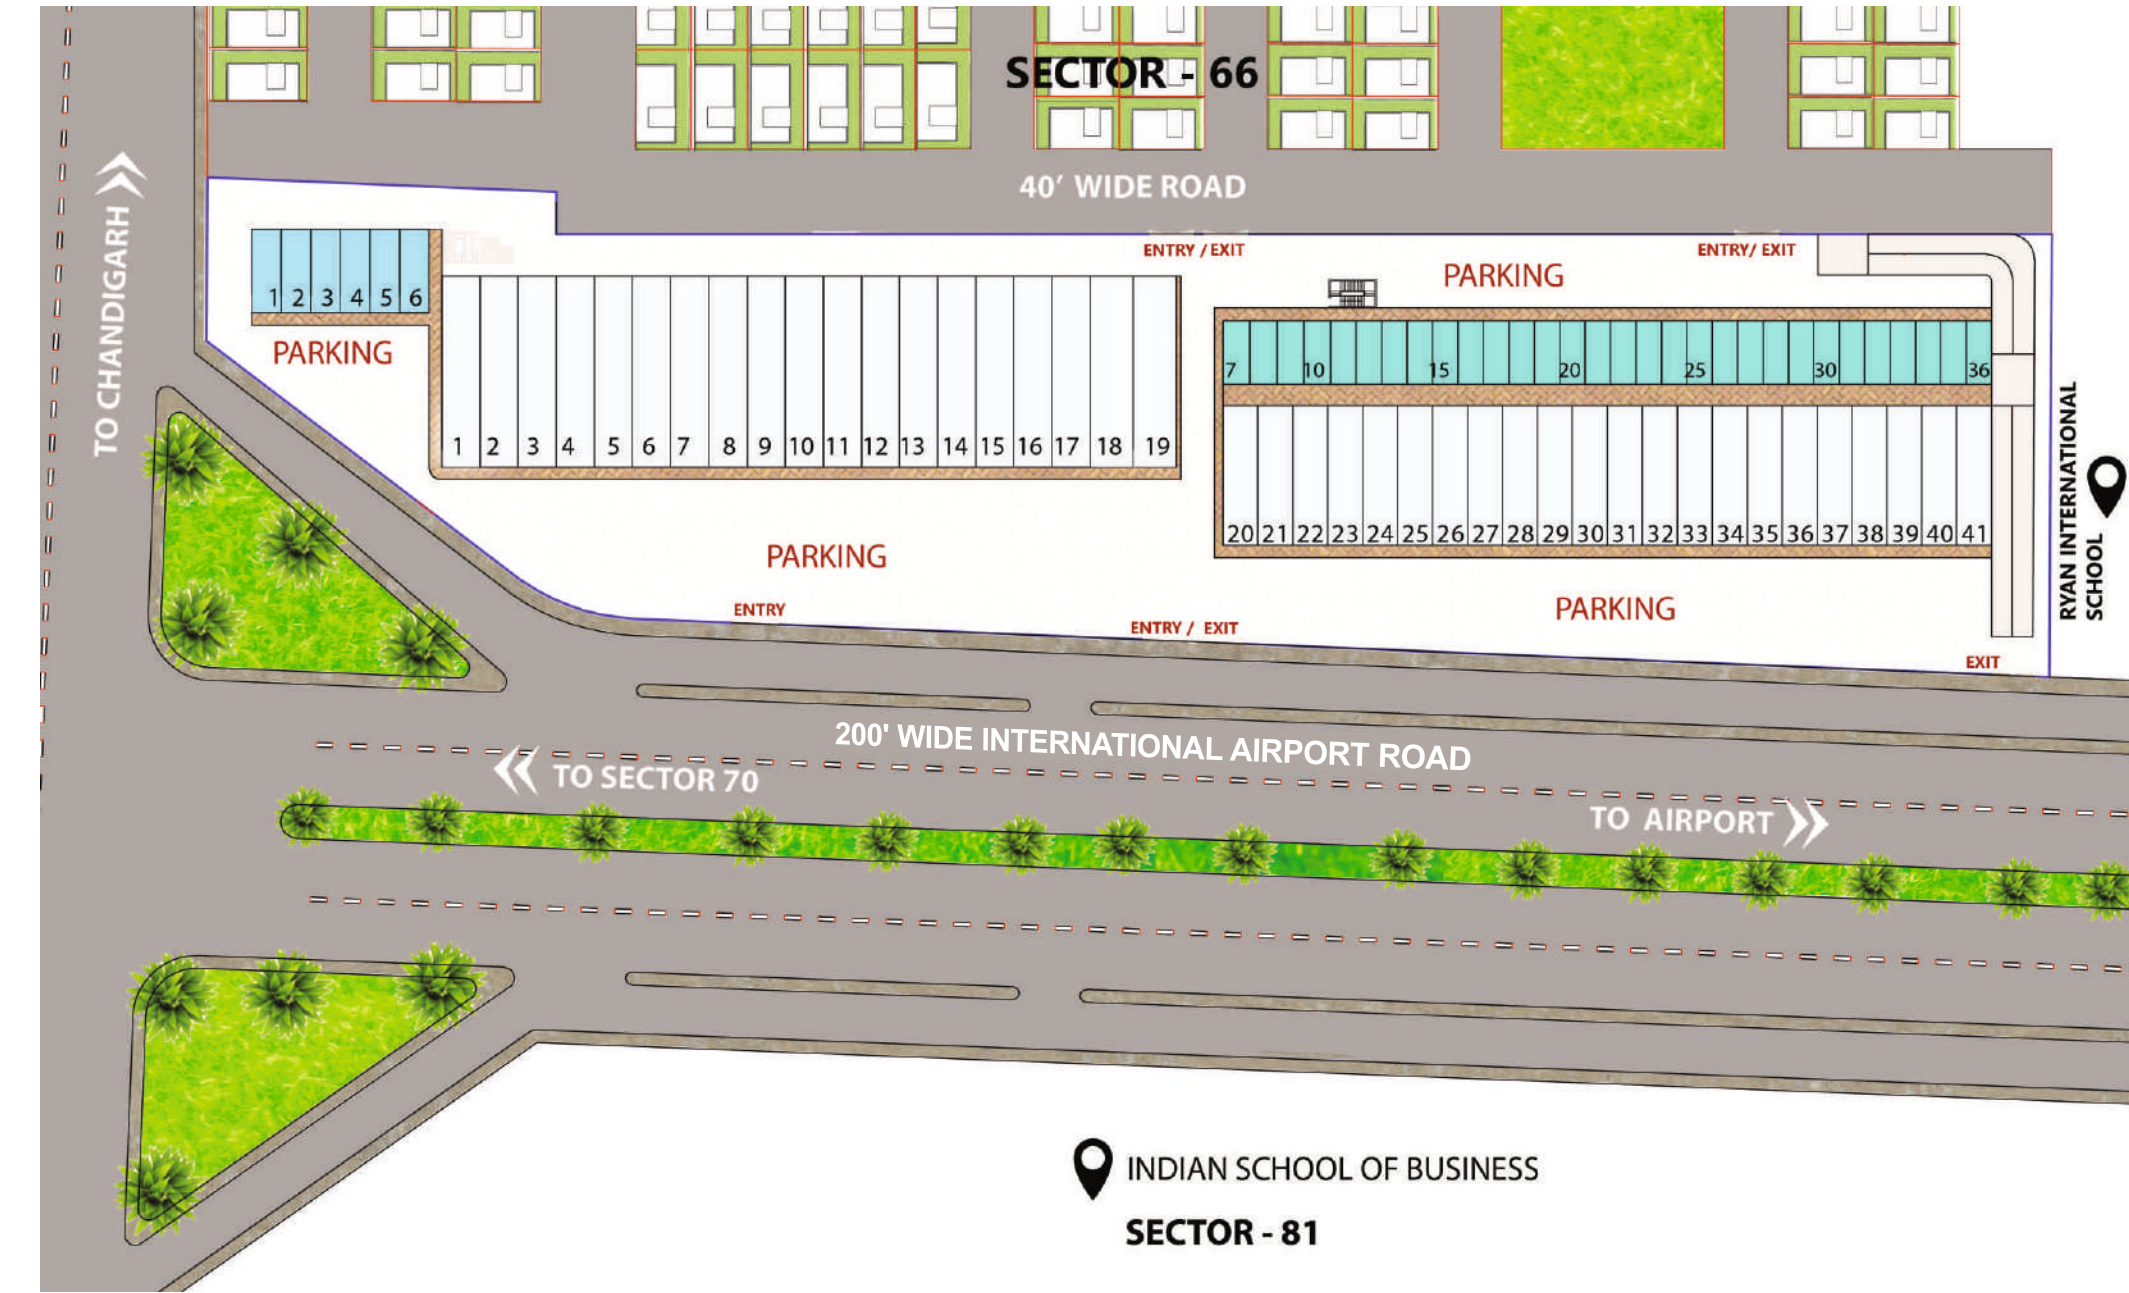 SECTOR - 66
40' WIDE ROAD
TO CHANDIGARH
ENTRY / EXIT
ENTRY/ EXIT
PARKING
1 2 3 4 5 6
PARKING
7 10 15 20 25 30 36
1 2 3 4 5 6 7 8 9 10 11 12 13 14 15 16 17 18 19
20 21 22 23 24 25 26 27 28 29 30 31 32 33 34 35 36 37 38 39 40 41
RYAN INTERNATIONAL
SCHOOL
PARKING
PARKING
ENTRY
ENTRY / EXIT
EXIT
200' WIDE INTERNATIONAL AIRPORT ROAD
TO SECTOR 70
TO AIRPORT
INDIAN SCHOOL OF BUSINESS
SECTOR - 81